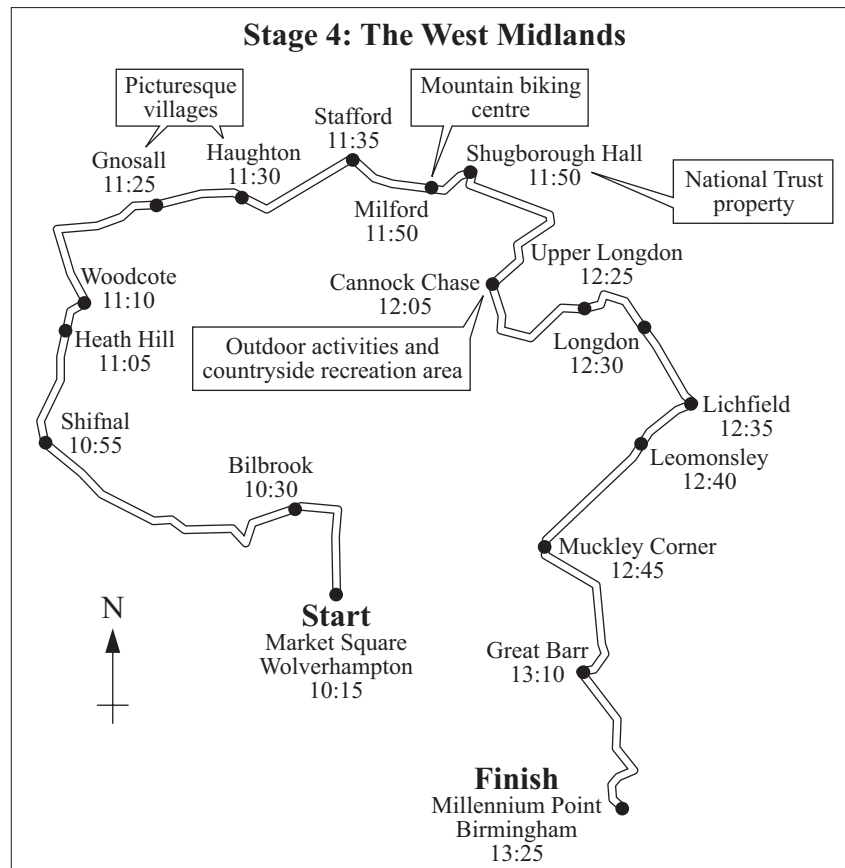 Stage 4: The West Midlands
Picturesque
villages
Mountain biking
centre
Stafford
11:35
Haughton
11:30
Gnosall
11:25
Shugborough Hall
11:50
National Trust
property
Milford
11:50
Upper Longdon
12:25
Cannock Chase
12:05
Woodcote
11:10
Heath Hill
11:05
Outdoor activities and
countryside recreation area
Longdon
12:30
Lichfield
12:35
Shifnal
10:55
Leomonsley
12:40
Bilbrook
10:30
Muckley Corner
12:45
N
Start
Market Square
Wolverhampton
10:15
Great Barr
13:10
Finish
Millennium Point
Birmingham
13:25